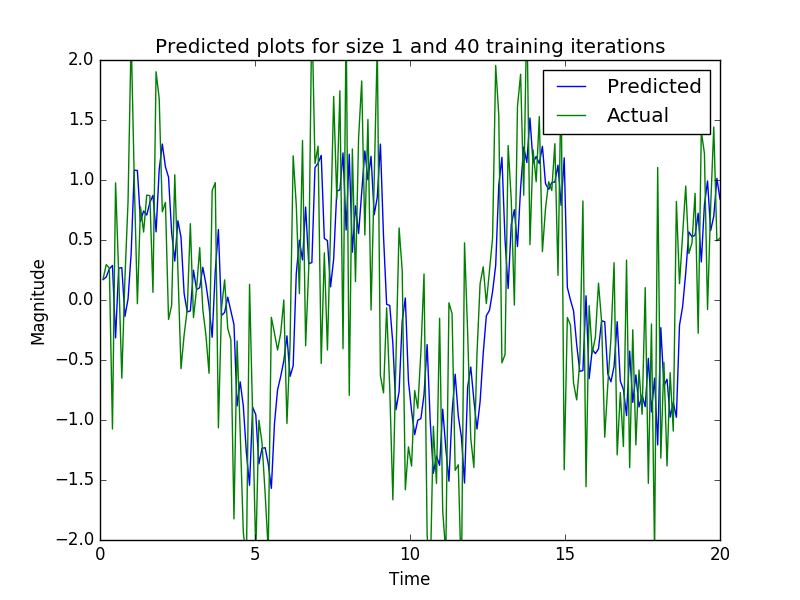 Predicted plots for size 1 and 40 training iterations
Predicted
Actual
2.0
1.5
1.0
0.5
0.0
−0.5
−1.0
−1.5
−2.0
Magnitude
0 5 10 15 20
Time